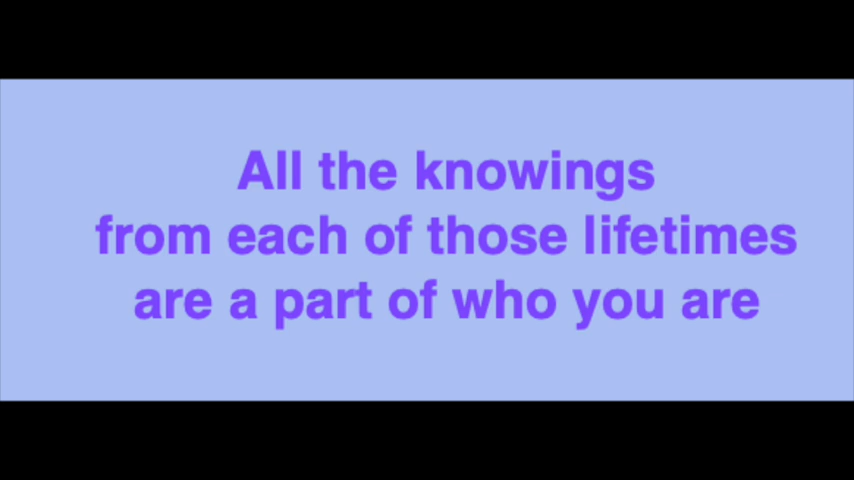 All the knowings
from each of those lifetimes
are a part of who you are